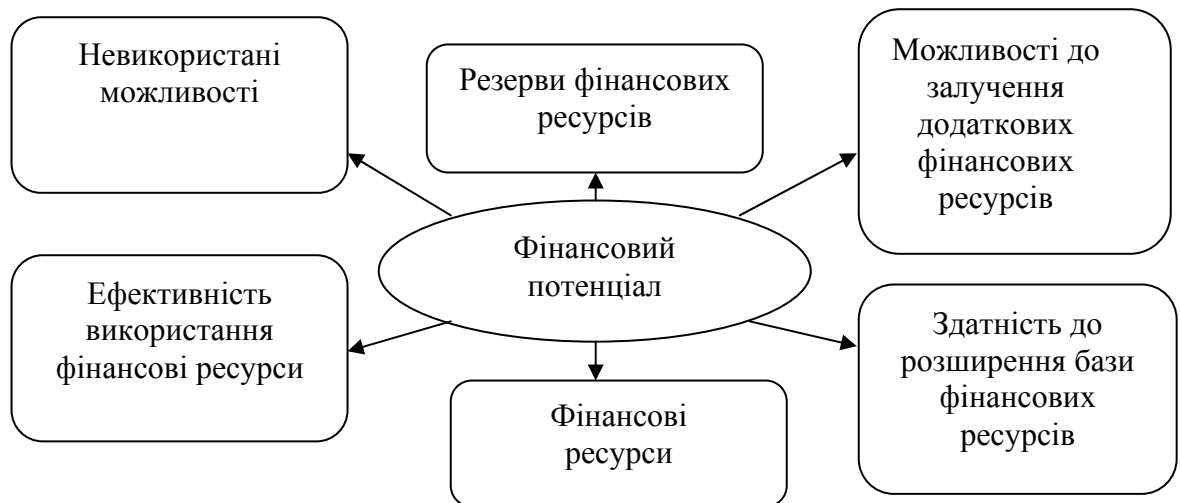 Невикористані
можливості
Резерви фінансових
ресурсів
Можливості до
залучення
додаткових
фінансових
ресурсів
Фінансовий
потенціал
Ефективність
використання
фінансові ресурси
Фінансові
ресурси
Здатність до
розширення бази
фінансових
ресурсів